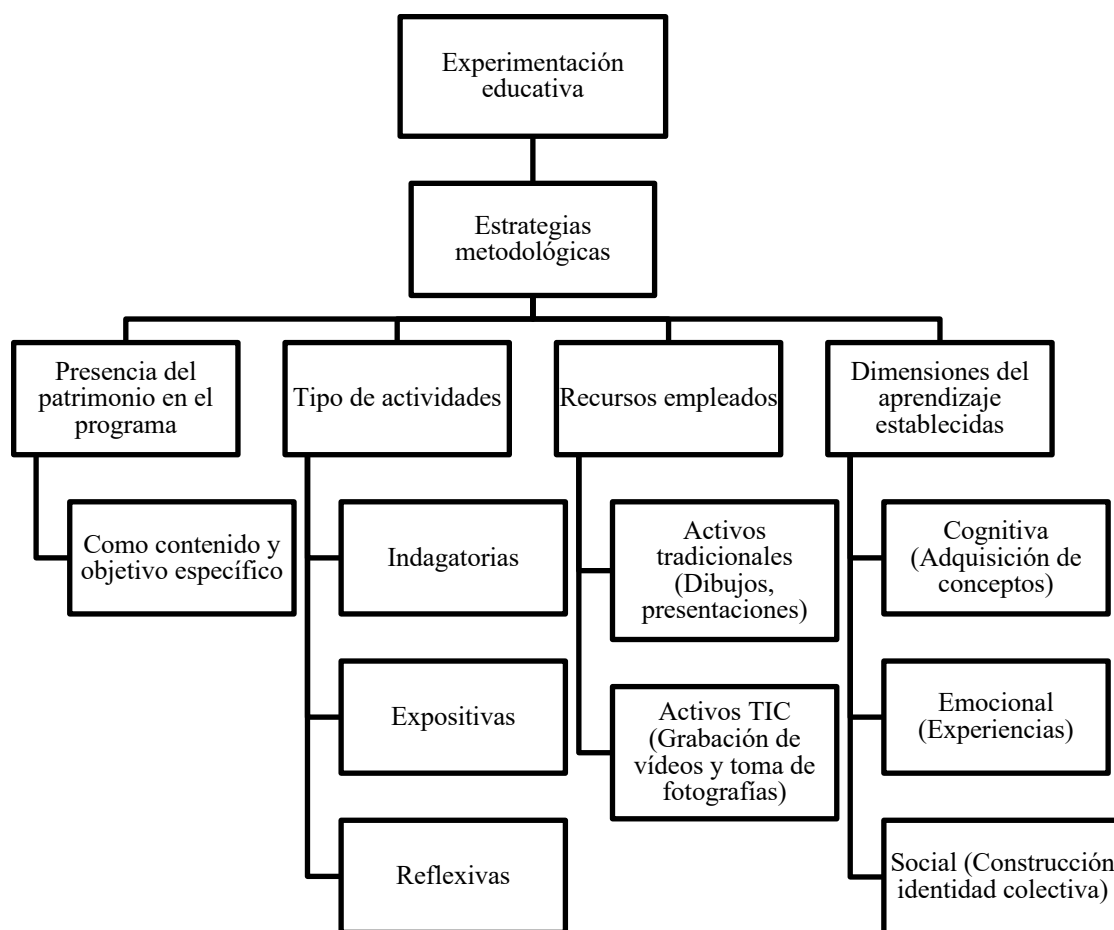 Experimentación
educativa
Estrategias
metodológicas
Presencia del
patrimonio en el
programa
Como contenido y
objetivo específico
Tipo de actividades
Indagatorias
Expositivas
Reflexivas
Recursos empleados
Activos
tradicionales
(Dibujos,
presentaciones)
Activos TIC
(Grabación de
vídeos y toma de
fotografías)
Dimensiones del
aprendizaje
establecidas
Cognitiva
(Adquisición de
conceptos)
Emocional
(Experiencias)
Social (Construcción
identidad colectiva)